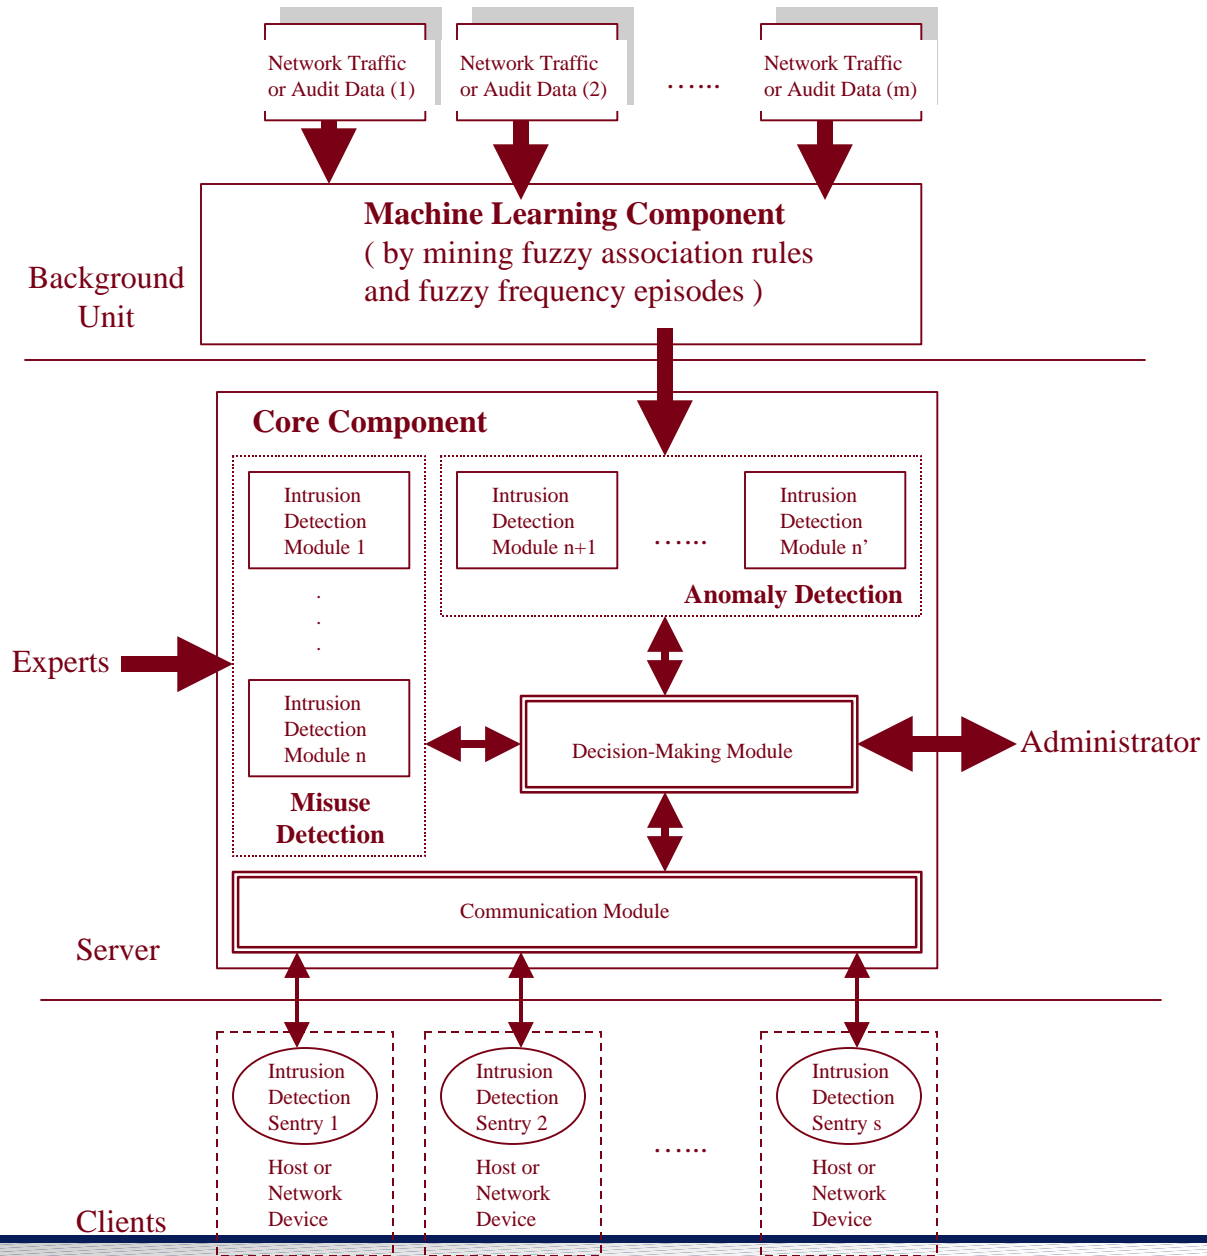 Network Traffic
or Audit Data (1)
Network Traffic
or Audit Data (2)
…...
Network Traffic
or Audit Data (m)
Machine Learning Component
( by mining fuzzy association rules
and fuzzy frequency episodes )
Background
Unit
Core Component
Intrusion
Detection
Module 1
.
.
.
Intrusion
Detection
Module n
Misuse
Detection
Intrusion
Detection
Module n+1
…...
Intrusion
Detection
Module n’
Anomaly Detection
Experts
Decision-Making Module
Administrator
Communication Module
Server
Intrusion
Detection
Sentry 1
Host or
Network
Device
Intrusion
Detection
Sentry 2
Host or
Network
Device
…...
Intrusion
Detection
Sentry s
Host or
Network
Device
Clients